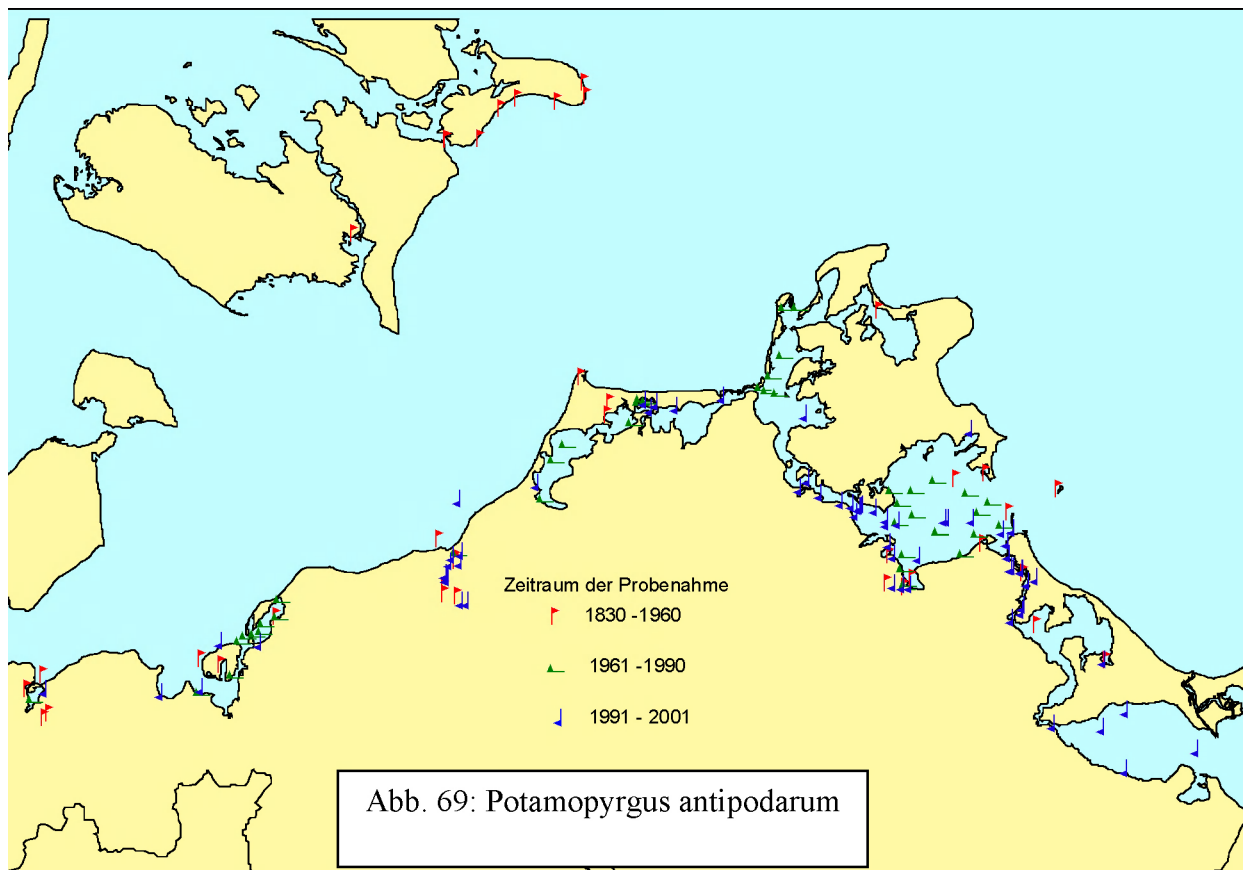 Zeitraum der Probenahme
1830 -1960
1961 -1990
1991 - 2001
Abb. 69: Potamopyrgus antipodarum